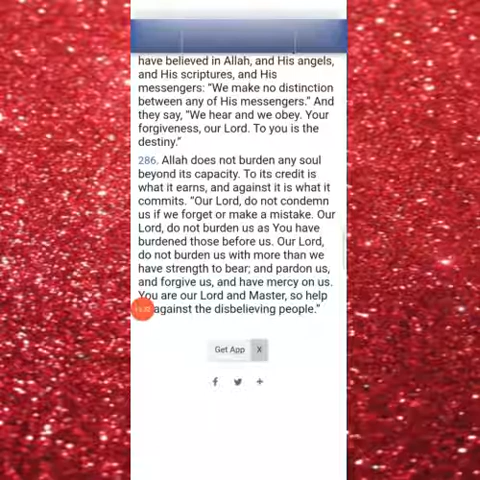 have believed in Allah, and His angels,
and His scriptures, and His
messengers: “We make no distinction
between any of His messengers.” And
they say, “We hear and we obey. Your
forgiveness, our Lord. To you is the
destiny.”
286. Allah does not burden any soul
beyond its capacity. To its credit is
what it earns, and against it is what it
commits. “Our Lord, do not condemn
us if we forget or make a mistake. Our
Lord, do not burden us as You have
burdened those before us. Our Lord,
do not burden us with more than we
have strength to bear; and pardon us,
and forgive us, and have mercy on us.
You are our Lord and Master, so help
against the disbelieving people.”
Get App X